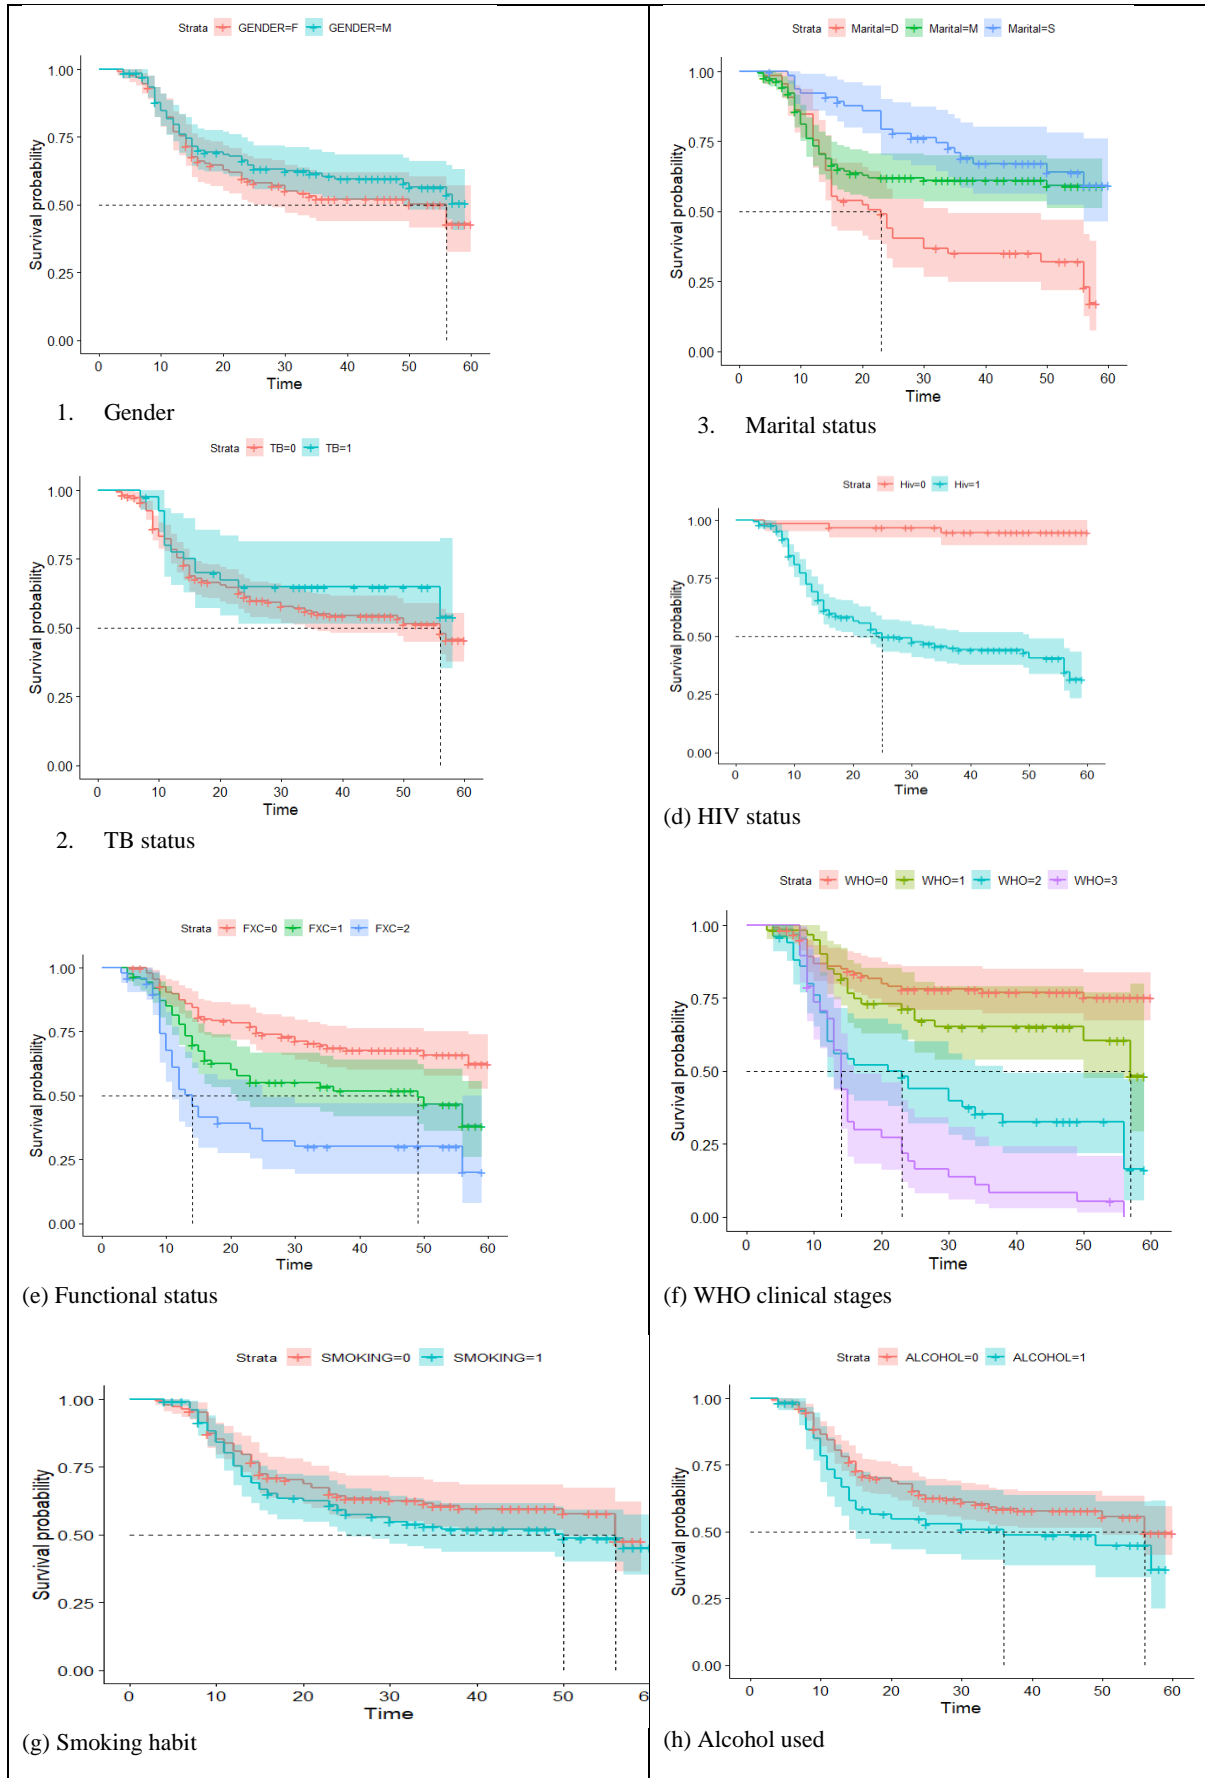 Strata GENDER=F GENDER=M
1.00
0.75
0.50
0.25
0.00
Survival probability
0 10 20 30 40 50 60
Time
1. Gender
Strata Marital=D Marital=M Marital=S
1.00
0.75
0.50
0.25
0.00
Survival probability
0 10 20 30 40 50 60
Time
3. Marital status
Strata TB=0 TB=1
1.00
0.75
0.50
0.25
0.00
Survival probability
0 10 20 30 40 50 60
Time
2. TB status
Strata Hiv=0 Hiv=1
1.00
0.75
0.50
0.25
0.00
Survival probability
0 10 20 30 40 50 60
Time
(d) HIV status
Strata FXC=0 FXC=1 FXC=2
1.00
0.75
0.50
0.25
0.00
Survival probability
0 10 20 30 40 50 60
Time
(e) Functional status
Strata WHO=0 WHO=1 WHO=2 WHO=3
1.00
0.75
0.50
0.25
0.00
Survival probability
0 10 20 30 40 50 60
Time
(f) WHO clinical stages
Strata SMOKING=0 SMOKING=1
1.00
0.75
0.50
0.25
0.00
Survival probability
0 10 20 30 40 50
Time
(g) Smoking habit
Strata ALCOHOL=0 ALCOHOL=1
1.00
0.75
0.50
0.25
0.00
Survival probability
0 10 20 30 40 50 60
Time
(h) Alcohol used